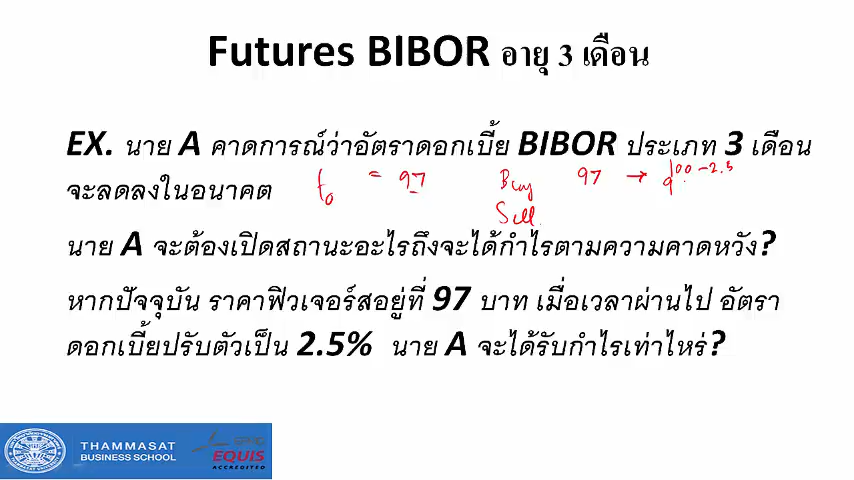 Futures BIBOR อายุ 3 เดือน
EX. นาย A คาดการณ์ว่าอัตราดอกเบี้ย BIBOR ประเภท 3 เดือน
จะลดลงในอนาคต
t₀ = 97 Buy 97 → 100 - 2.5
Sell
นาย A จะต้องเปิดสถานะอะไรถึงจะได้กำไรตามความคาดหวัง?
หากปัจจุบัน ราคาฟิวเจอร์สอยู่ที่ 97 บาท เมื่อเวลาผ่านไป อัตรา
ดอกเบี้ยปรับตัวเป็น 2.5% นาย A จะได้รับกำไรเท่าไหร่?
THAMMASAT
BUSINESS SCHOOL
EQUIS
ACCREDITED